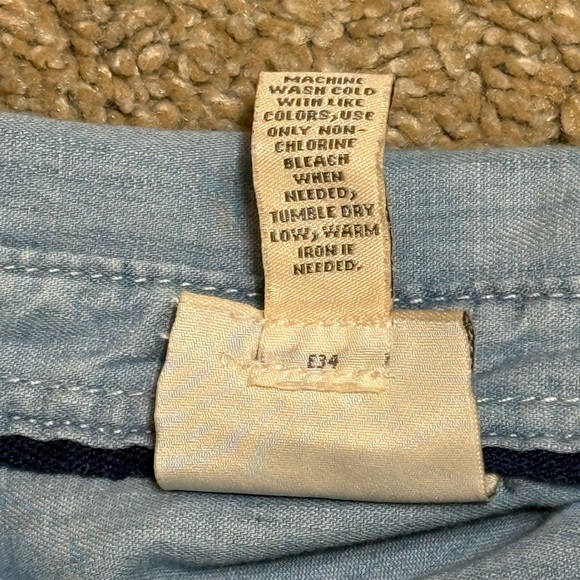 MACHINE
WASH COLD
WITH LIKE
COLORS, USE
ONLY NON-
CHLORINE
BLEACH
WHEN
NEEDED,
TUMBLE DRY
LOW, WARM
IRON IF
NEEDED.
E34